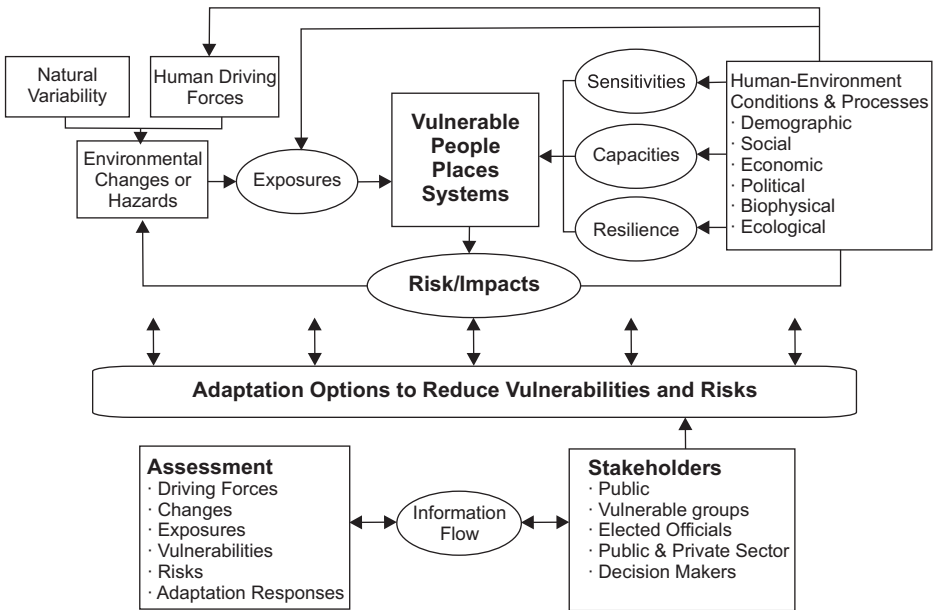 Natural
Variability
Human Driving
Forces
Environmental
Changes or
Hazards
Exposures
Vulnerable
People
Places
Systems
Sensitivities
Capacities
Resilience
Human-Environment
Conditions & Processes
· Demographic
· Social
· Economic
· Political
· Biophysical
· Ecological
Risk/Impacts
Adaptation Options to Reduce Vulnerabilities and Risks
Assessment
· Driving Forces
· Changes
· Exposures
· Vulnerabilities
· Risks
· Adaptation Responses
Information
Flow
Stakeholders
· Public
· Vulnerable groups
· Elected Officials
· Public & Private Sector
· Decision Makers